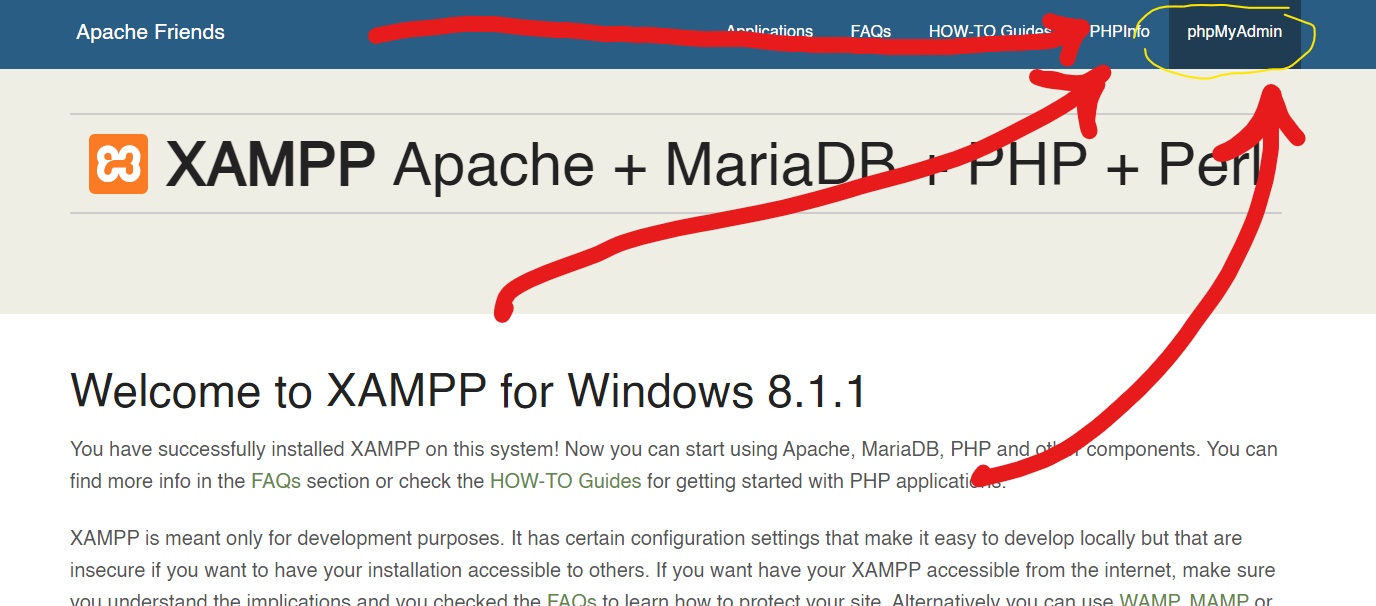 Apache Friends Applications FAQs HOW-TO Guides PHPInfo phpMyAdmin
XAMPP Apache + MariaDB + PHP + Perl
Welcome to XAMPP for Windows 8.1.1
You have successfully installed XAMPP on this system! Now you can start using Apache, MariaDB, PHP and other components. You can
find more info in the FAQs section or check the HOW-TO Guides for getting started with PHP applications.
XAMPP is meant only for development purposes. It has certain configuration settings that make it easy to develop locally but that are
insecure if you want to have your installation accessible to others. If you want have your XAMPP accessible from the internet, make sure
you understand the implications and you checked the FAQs to learn how to protect your site. Alternatively you can use WAMP, MAMP or